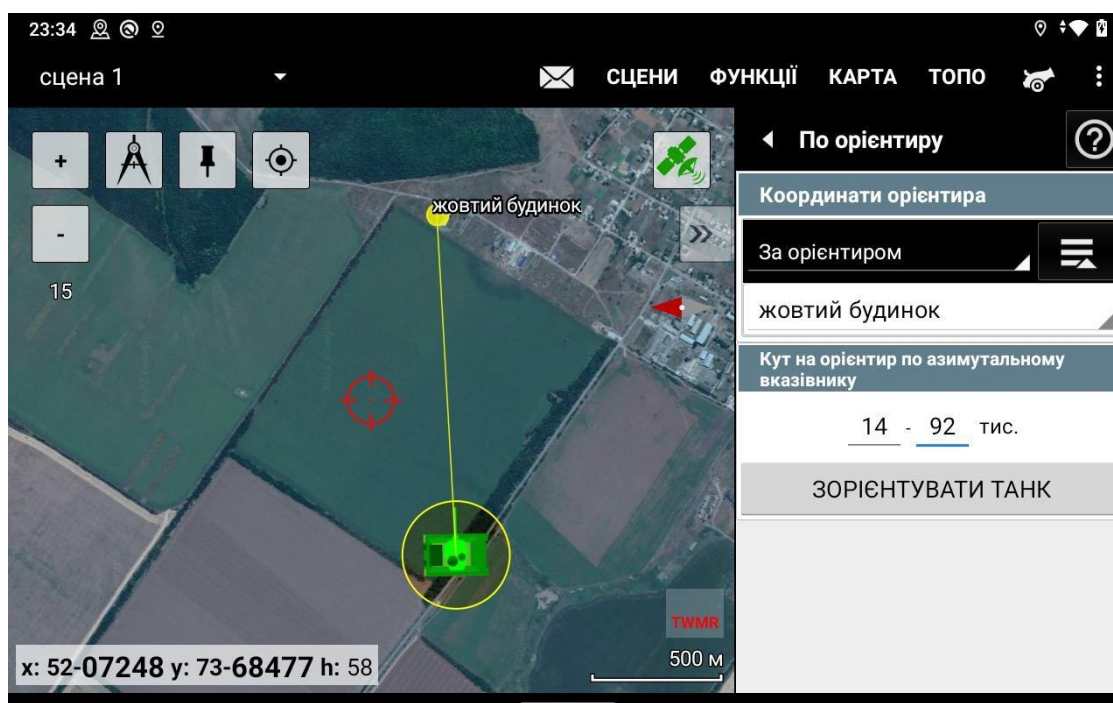 23:34
сцена 1
СЦЕНИ ФУНКЦІЇ КАРТА ТОПО
+
-
15
жовтий будинок
»
TWMR
500 м
x: 52-07248 y: 73-68477 h: 58
По орієнтиру
?
Координати орієнтира
За орієнтиром
жовтий будинок
Кут на орієнтир по азимутальному
вказівнику
14 - 92 тис.
ЗОРІЄНТУВАТИ ТАНК